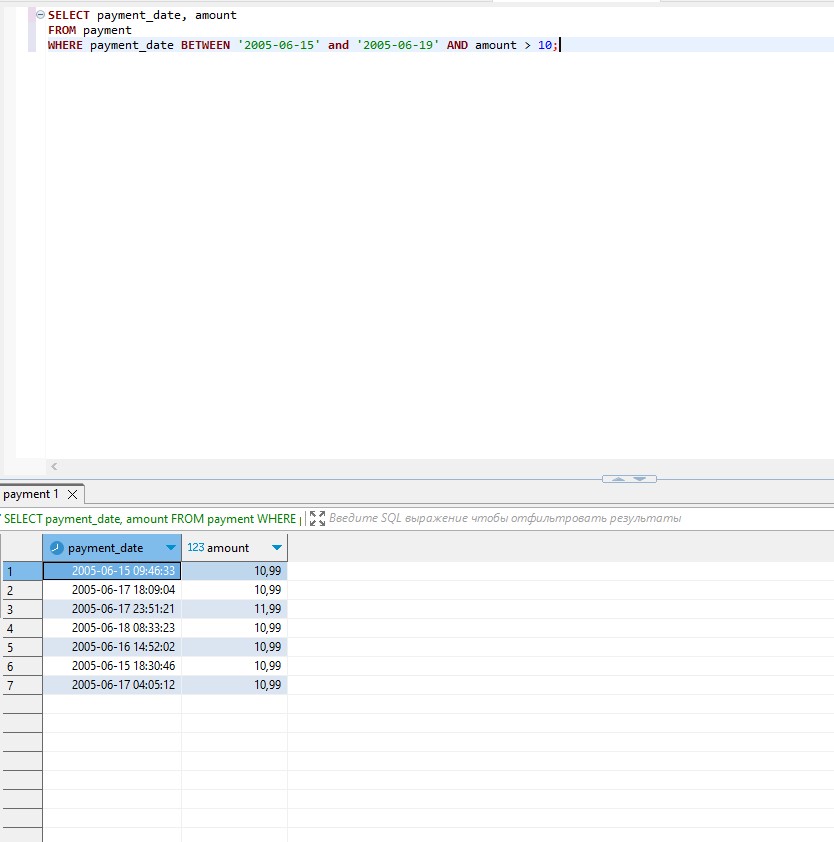 SELECT payment_date, amount
FROM payment
WHERE payment_date BETWEEN '2005-06-15' and '2005-06-19' AND amount > 10;
payment 1
SELECT payment_date, amount FROM payment WHERE Введите SQL выражение чтобы отфильтровать результаты
payment_date 123 amount
1 2005-06-15 09:46:33 10,99
2 2005-06-17 18:09:04 10,99
3 2005-06-17 23:51:21 11,99
4 2005-06-18 08:33:23 10,99
5 2005-06-16 14:52:02 10,99
6 2005-06-15 18:30:46 10,99
7 2005-06-17 04:05:12 10,99